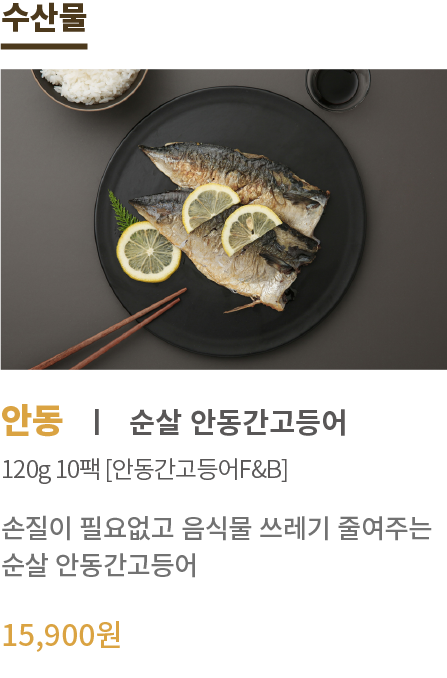 수산물
안동 | 순살 안동간고등어
120g 10팩 [안동간고등어F&B]
손질이 필요없고 음식물 쓰레기 줄여주는
순살 안동간고등어
15,900원